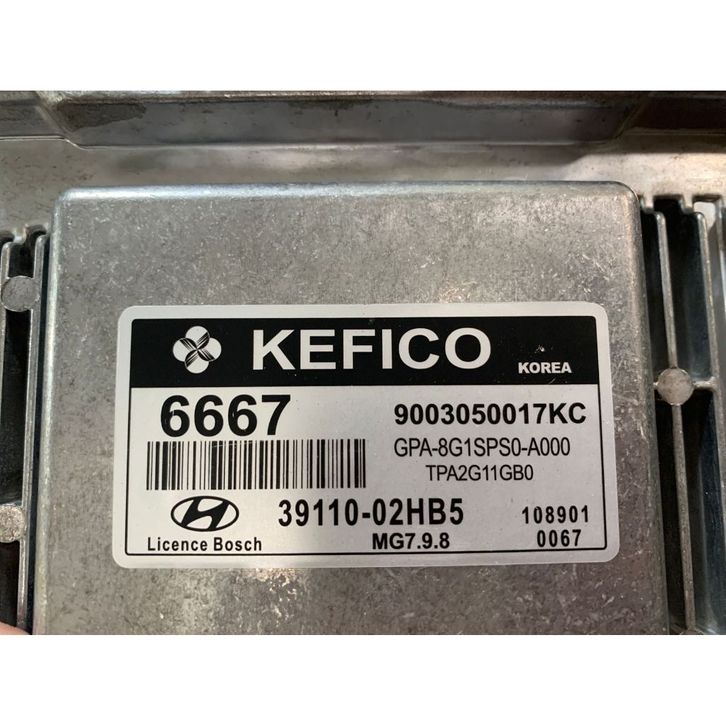 KEFICO KOREA
6667 9003050017KC
GPA-8G1SPS0-A000
TPA2G11GB0
39110-02HB5 108901
Licence Bosch MG7.9.8 0067